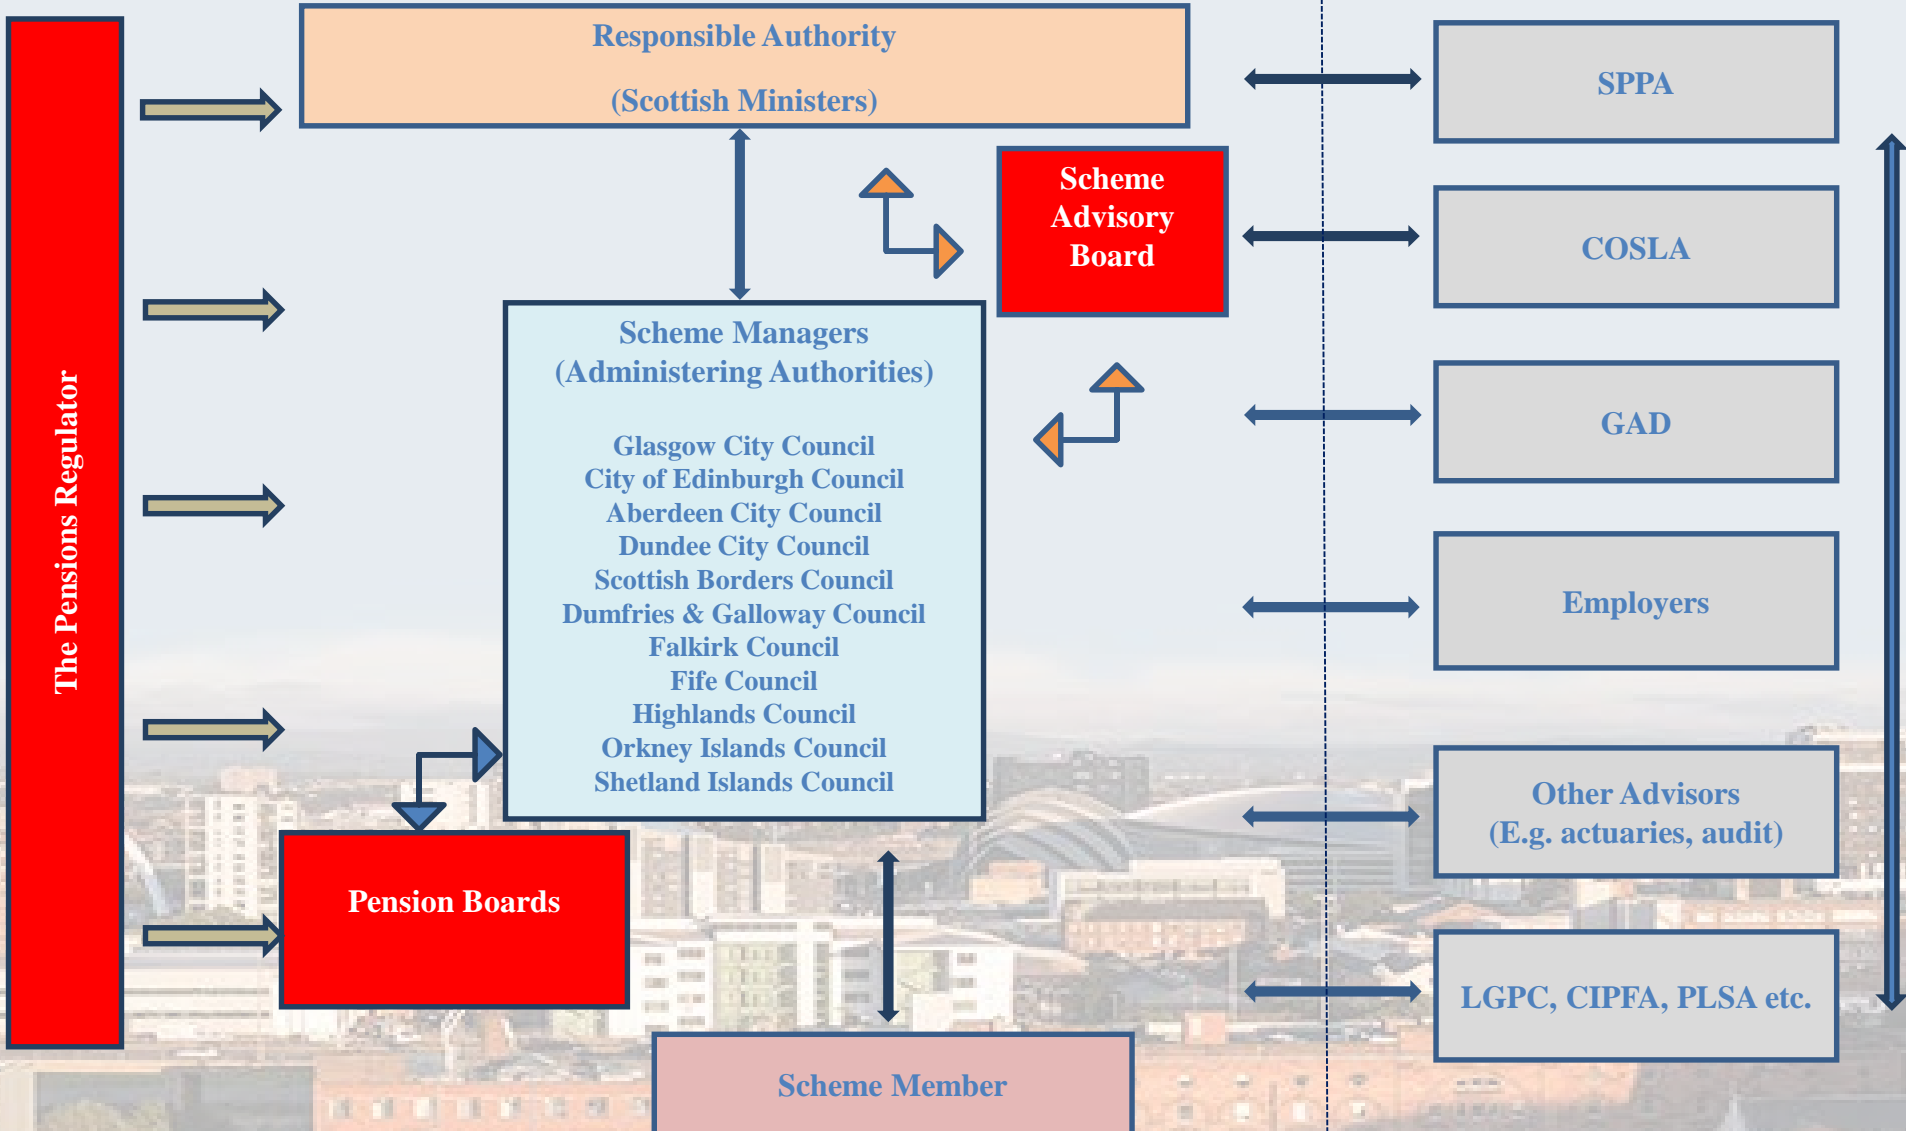 The Pensions Regulator
Responsible Authority
(Scottish Ministers)
Scheme
Advisory
Board
Scheme Managers
(Administering Authorities)
Glasgow City Council
City of Edinburgh Council
Aberdeen City Council
Dundee City Council
Scottish Borders Council
Dumfries & Galloway Council
Falkirk Council
Fife Council
Highlands Council
Orkney Islands Council
Shetland Islands Council
Pension Boards
Scheme Member
SPPA
COSLA
GAD
Employers
Other Advisors
(E.g. actuaries, audit)
LGPC, CIPFA, PLSA etc.